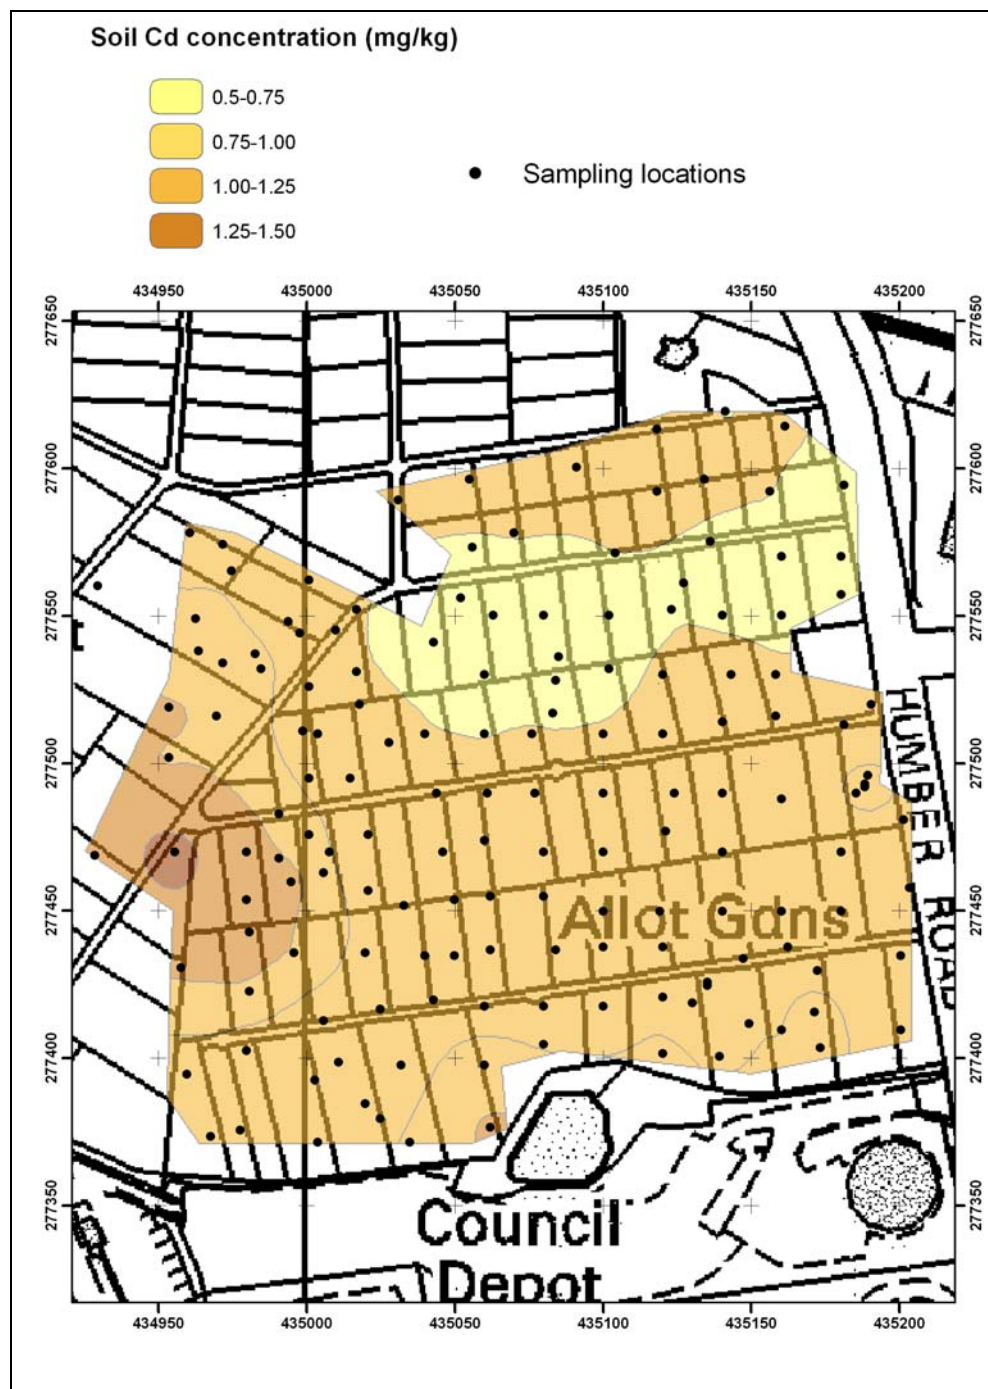 Soil Cd concentration (mg/kg)
0.5-0.75
0.75-1.00
1.00-1.25
1.25-1.50
Sampling locations
434950 435000 435050 435100 435150 435200
277650 277650
277600 277600
277550 277550
277500 277500
HUMBER ROAD
277450 277450
Allot Gdns
277400 277400
277350 277350
Council
Depot
434950 435000 435050 435100 435150 435200